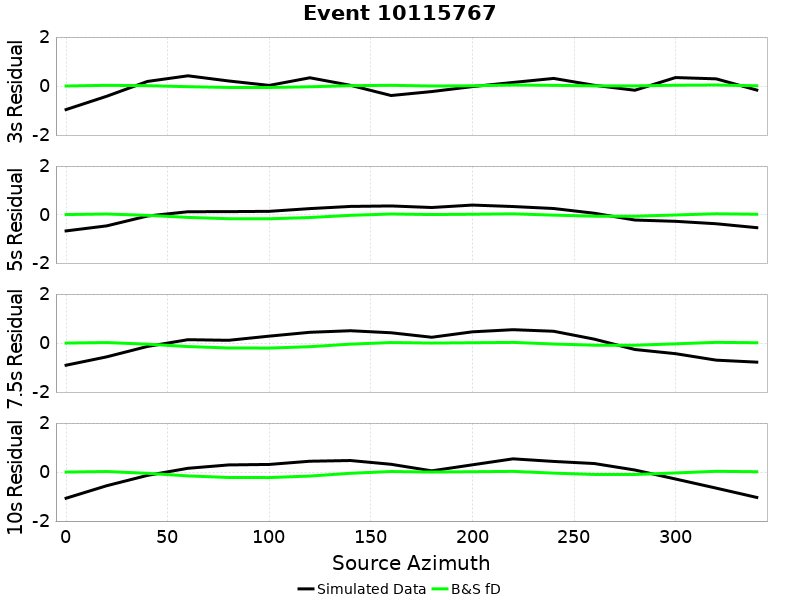 Event 10115767
3s Residual
2
0
-2
5s Residual
2
0
-2
7.5s Residual
2
0
-2
10s Residual
2
0
-2
0 50 100 150 200 250 300
Source Azimuth
Simulated Data B&S fD